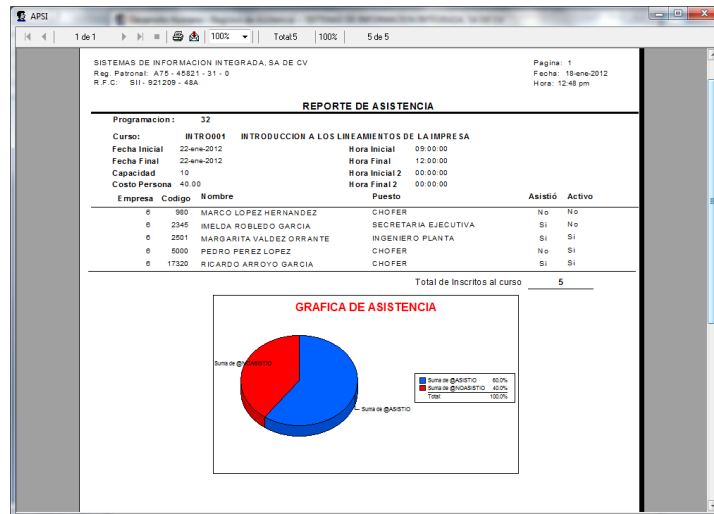 APSI
1 de 1 100% Total:5 100% 5 de 5
SISTEMAS DE INFORMACION INTEGRADA, SA DE CV Pagina: 1
Reg. Patronal: A75 - 45821 - 31 - 0 Fecha: 18-ene-2012
R.F.C: SII - 921209 - 48A Hora: 12:48 pm
REPORTE DE ASISTENCIA
Programacion: 32
Curso: INTRO001 INTRODUCCION A LOS LINEAMIENTOS DE LA IMPRESA
Fecha Inicial 22-ene-2012 Hora Inicial 09:00:00
Fecha Final 22-ene-2012 Hora Final 12:00:00
Capacidad 10 Hora Inicial 2 00:00:00
Costo Persona 40.00 Hora Final 2 00:00:00
Empresa Codigo Nombre Puesto Asistió Activo
6 980 MARCO LOPEZ HERNANDEZ CHOFER No No
6 2345 IMELDA ROBLEDO GARCIA SECRETARIA EJECUTIVA Si Si
6 2501 MARGARITA VALDEZ ORRANTE INGENIERO PLANTA Si Si
6 5000 PEDRO PEREZ LOPEZ CHOFER No Si
6 17320 RICARDO ARROYO GARCIA CHOFER Si Si
Total de Inscritos al curso 5
GRAFICA DE ASISTENCIA
Suma de @NOASISTIO
Suma de @ASISTIO 60.0%
Suma de @NOASISTIO 40.0%
Total: 100.0%
Suma de @ASISTIO